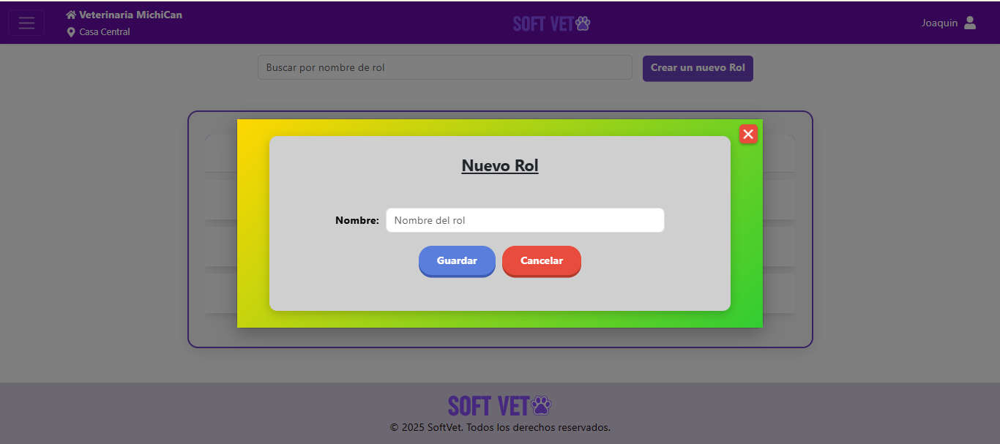 Veterinaria MichiCan
Casa Central
SOFT VET
Joaquin
Buscar por nombre de rol
Crear un nuevo Rol
Nuevo Rol
Nombre: Nombre del rol
Guardar Cancelar
SOFT VET
© 2025 SoftVet. Todos los derechos reservados.